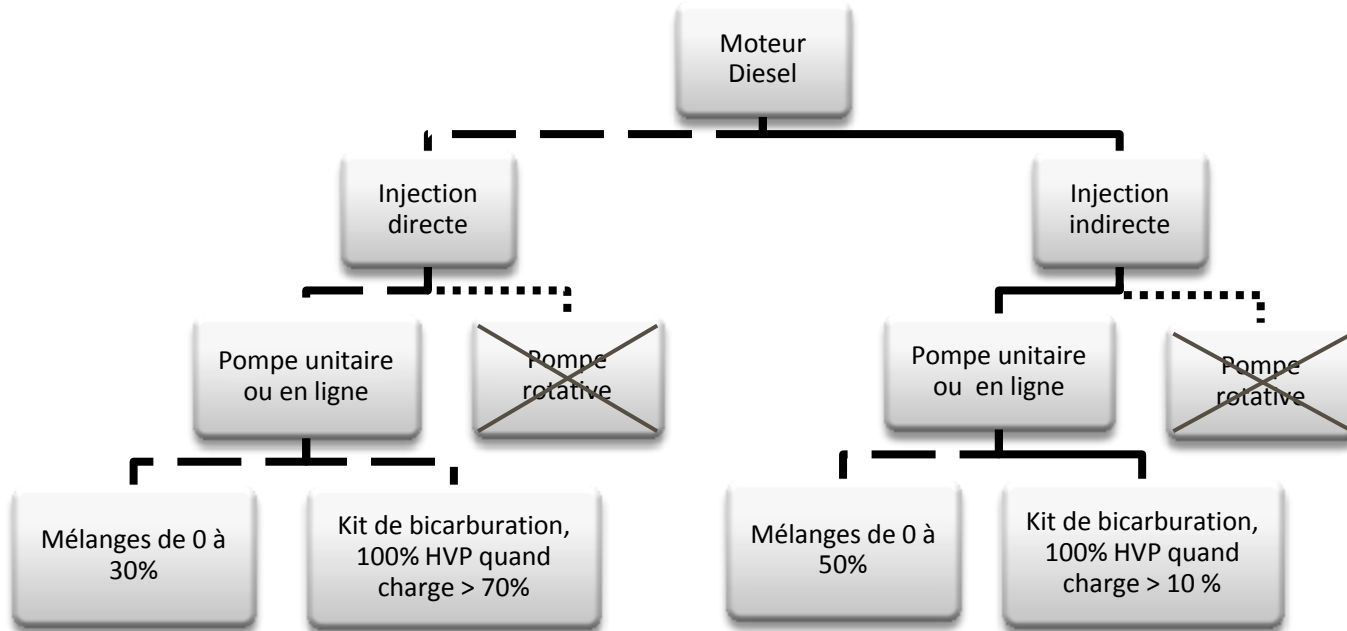 Moteur
Diesel
Injection
directe
Injection
indirecte
Pompe unitaire
ou en ligne
Pompe
rotative
Pompe unitaire
ou en ligne
Pompe
rotative
Mélanges de 0 à
30%
Kit de bicarburation,
100% HVP quand
charge > 70%
Mélanges de 0 à
50%
Kit de bicarburation,
100% HVP quand
charge > 10 %